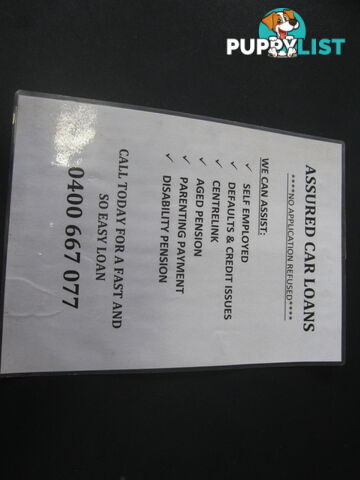 PUPPYLIST
ASSURED CAR LOANS
****NO APPLICATION REFUSED****
WE CAN ASSIST:
✓ SELF EMPLOYED
✓ DEFAULTS & CREDIT ISSUES
✓ CENTRELINK
✓ AGED PENSION
✓ PARENTING PAYMENT
✓ DISABILITY PENSION
CALL TODAY FOR A FAST AND
SO EASY LOAN
0400 667 077